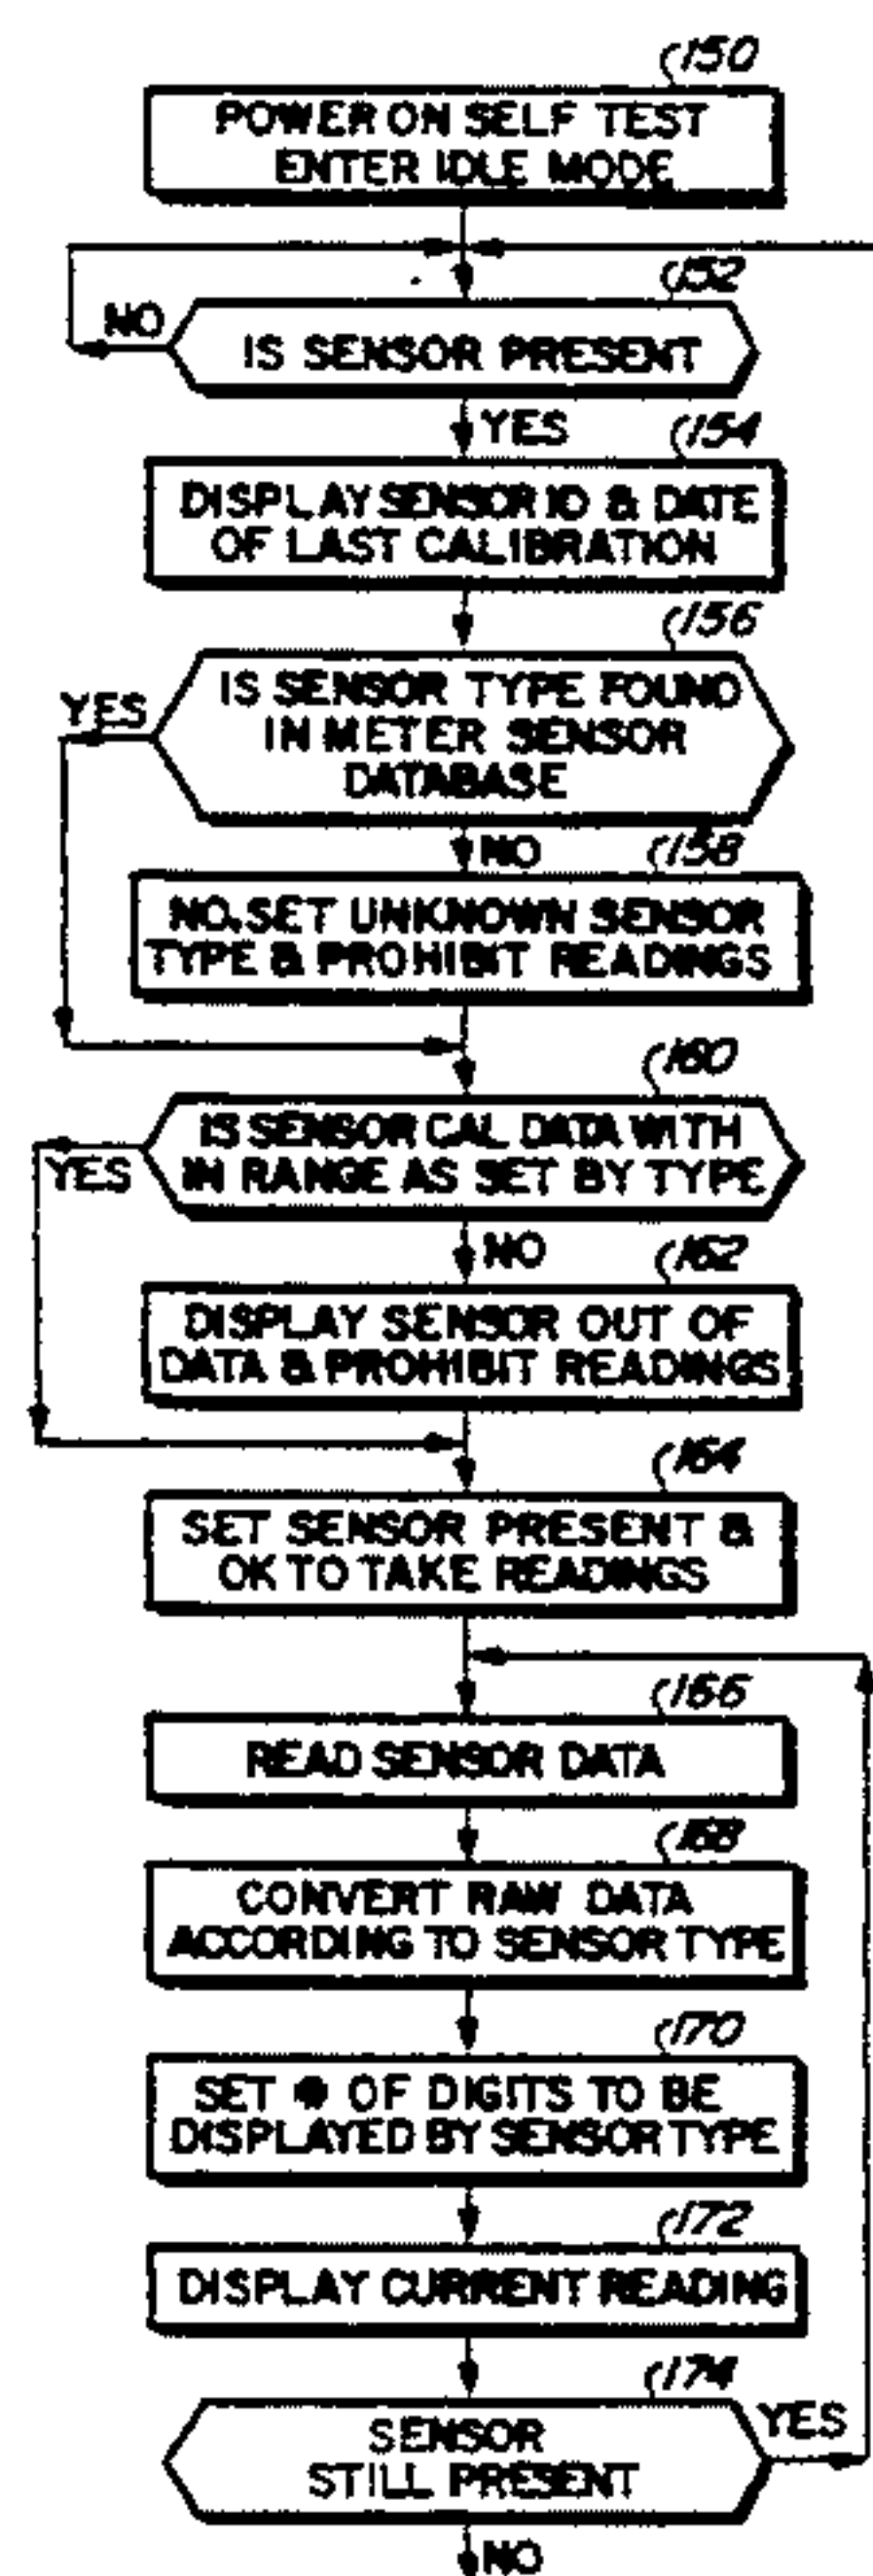 150
POWER ON SELF TEST
ENTER IDLE MODE
152
NO
IS SENSOR PRESENT
YES
154
DISPLAY SENSOR ID & DATE
OF LAST CALIBRATION
156
YES
IS SENSOR TYPE FOUND
IN METER SENSOR
DATABASE
NO
158
NO, SET UNKNOWN SENSOR
TYPE & PROHIBIT READINGS
160
YES
IS SENSOR CAL DATA WITH
IN RANGE AS SET BY TYPE
NO
162
DISPLAY SENSOR OUT OF
DATA & PROHIBIT READINGS
164
SET SENSOR PRESENT &
OK TO TAKE READINGS
166
READ SENSOR DATA
168
CONVERT RAW DATA
ACCORDING TO SENSOR TYPE
170
SET # OF DIGITS TO BE
DISPLAYED BY SENSOR TYPE
172
DISPLAY CURRENT READING
174
SENSOR
STILL PRESENT
YES
NO